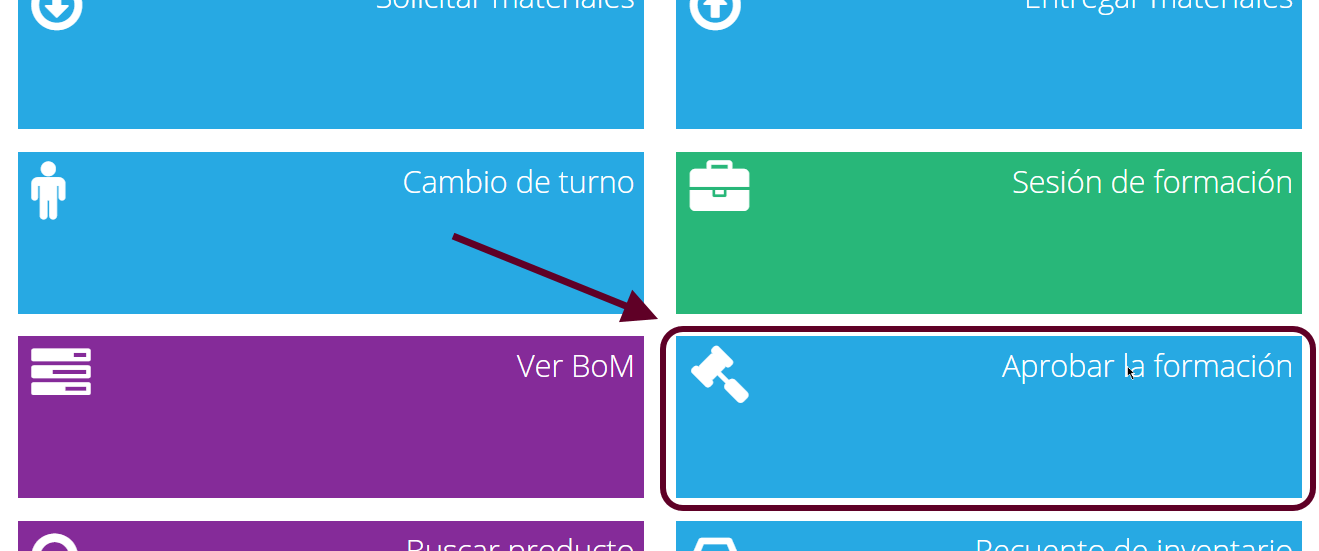 Solicitar materiales
Entregar materiales
Cambio de turno
Sesión de formación
Ver BoM
Aprobar la formación
Buscar producto
Recuento de inventario